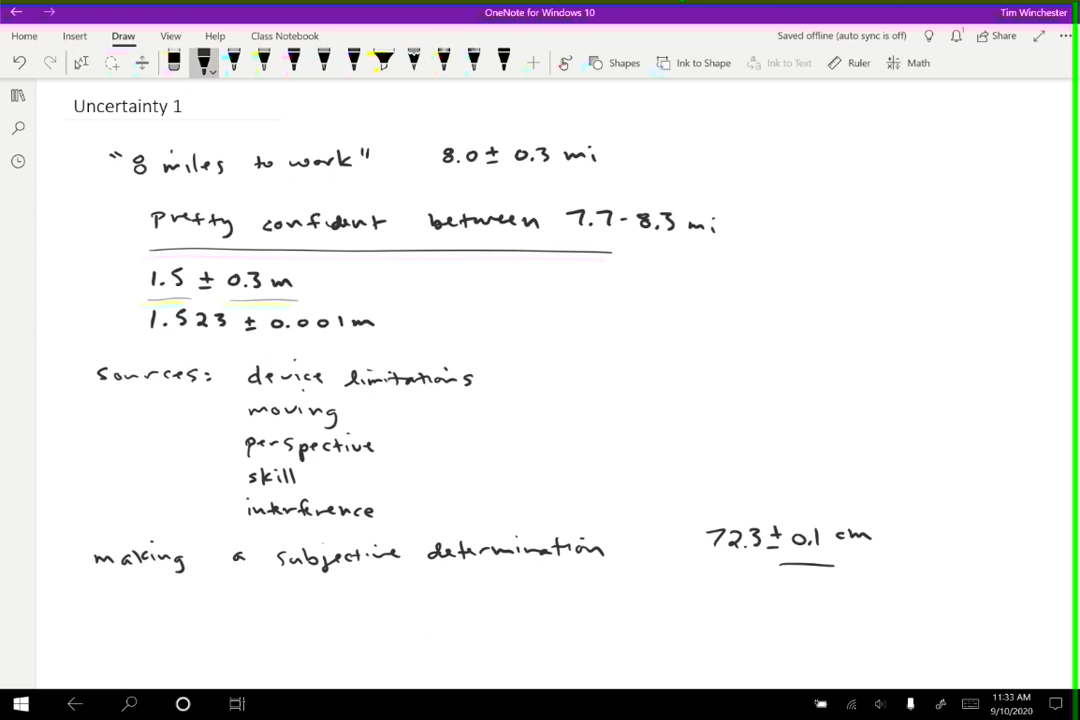 OneNote for Windows 10
Tim Winchester
Home Insert Draw View Help Class Notebook
Saved offline (auto sync is off) Share
Shapes Ink to Shape Ink to Text Ruler Math
Uncertainty 1
"8 miles to work" 8.0 ± 0.3 mi
Pretty confident between 7.7-8.3 mi
1.5 ± 0.3 m
1.523 ± 0.001 m
sources: device limitations
moving
perspective
skill
interference
making a subjective determination
72.3 ± 0.1 cm
11:33 AM
9/10/2020